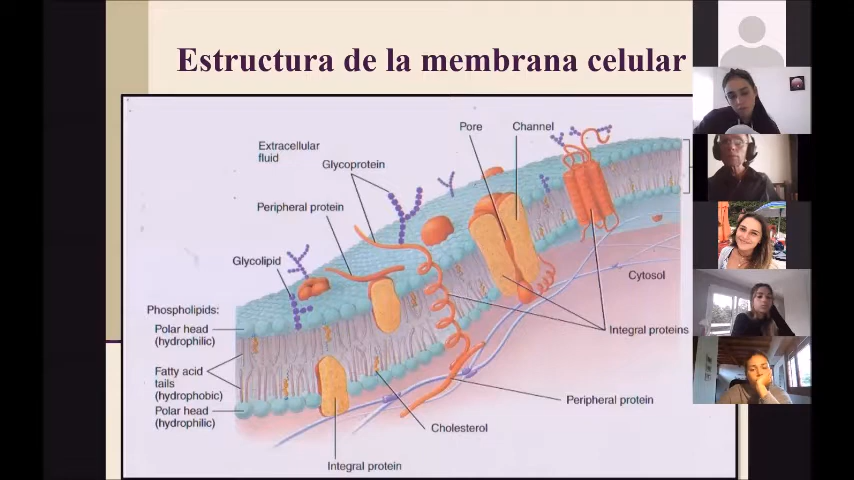 Estructura de la membrana celular
Pore
Channel
Extracellular
fluid
Glycoprotein
Peripheral protein
Glycolipid
Cytosol
Phospholipids:
Polar head
(hydrophilic)
Integral proteins
Fatty acid
tails
(hydrophobic)
Polar head
(hydrophilic)
Peripheral protein
Cholesterol
Integral protein